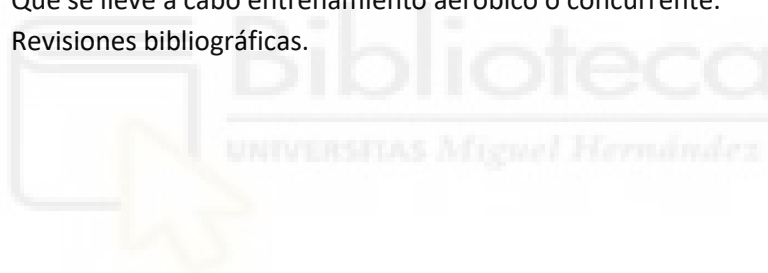 Que se lleve a cabo entrenamiento aeróbico o concurrente.
Revisiones bibliográficas.
Biblioteca
UNIVERSITAS Miguel Hernández